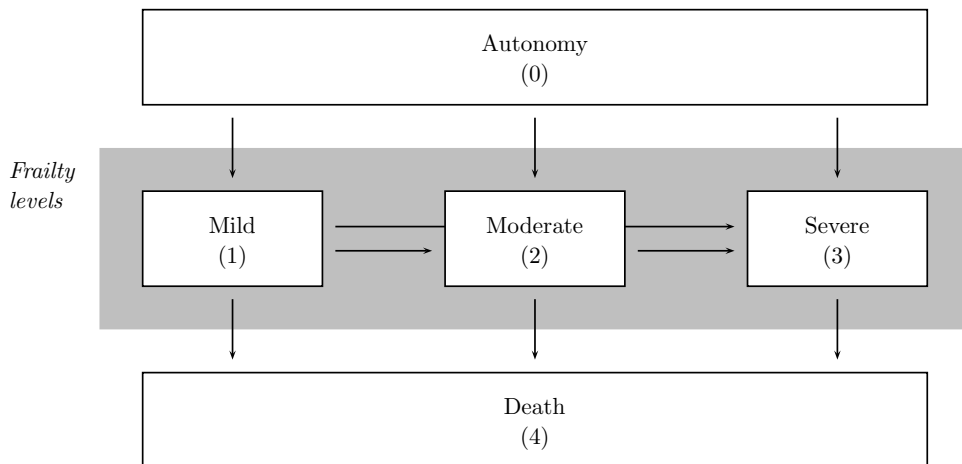 Autonomy
(0)
Frailty
levels
Mild
(1)
Moderate
(2)
Severe
(3)
Death
(4)